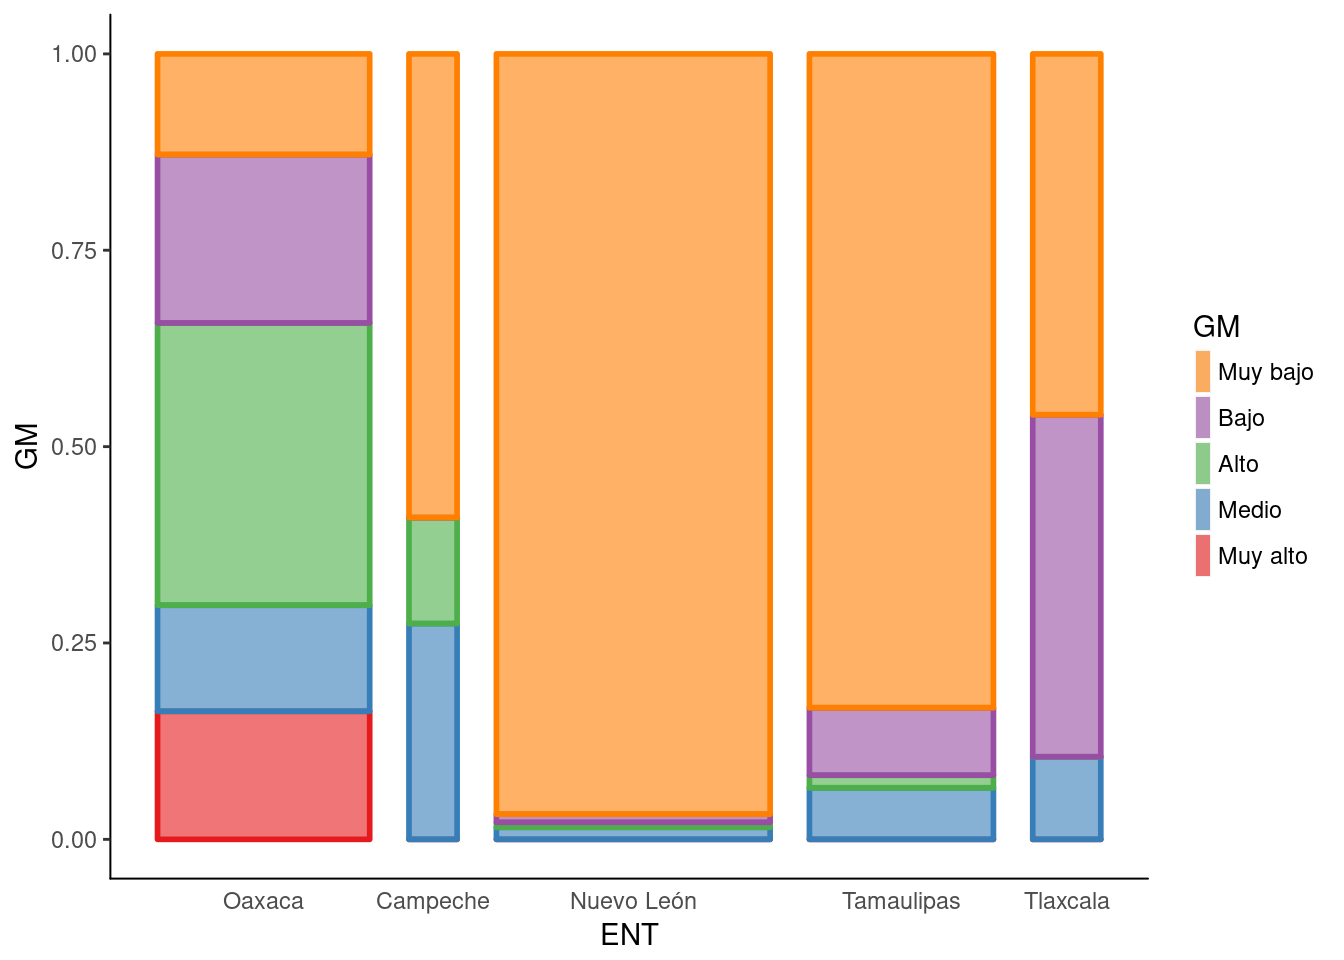 1.00
0.75
0.50
0.25
0.00
GM
Oaxaca Campeche Nuevo León Tamaulipas Tlaxcala
ENT
GM
Muy bajo
Bajo
Alto
Medio
Muy alto